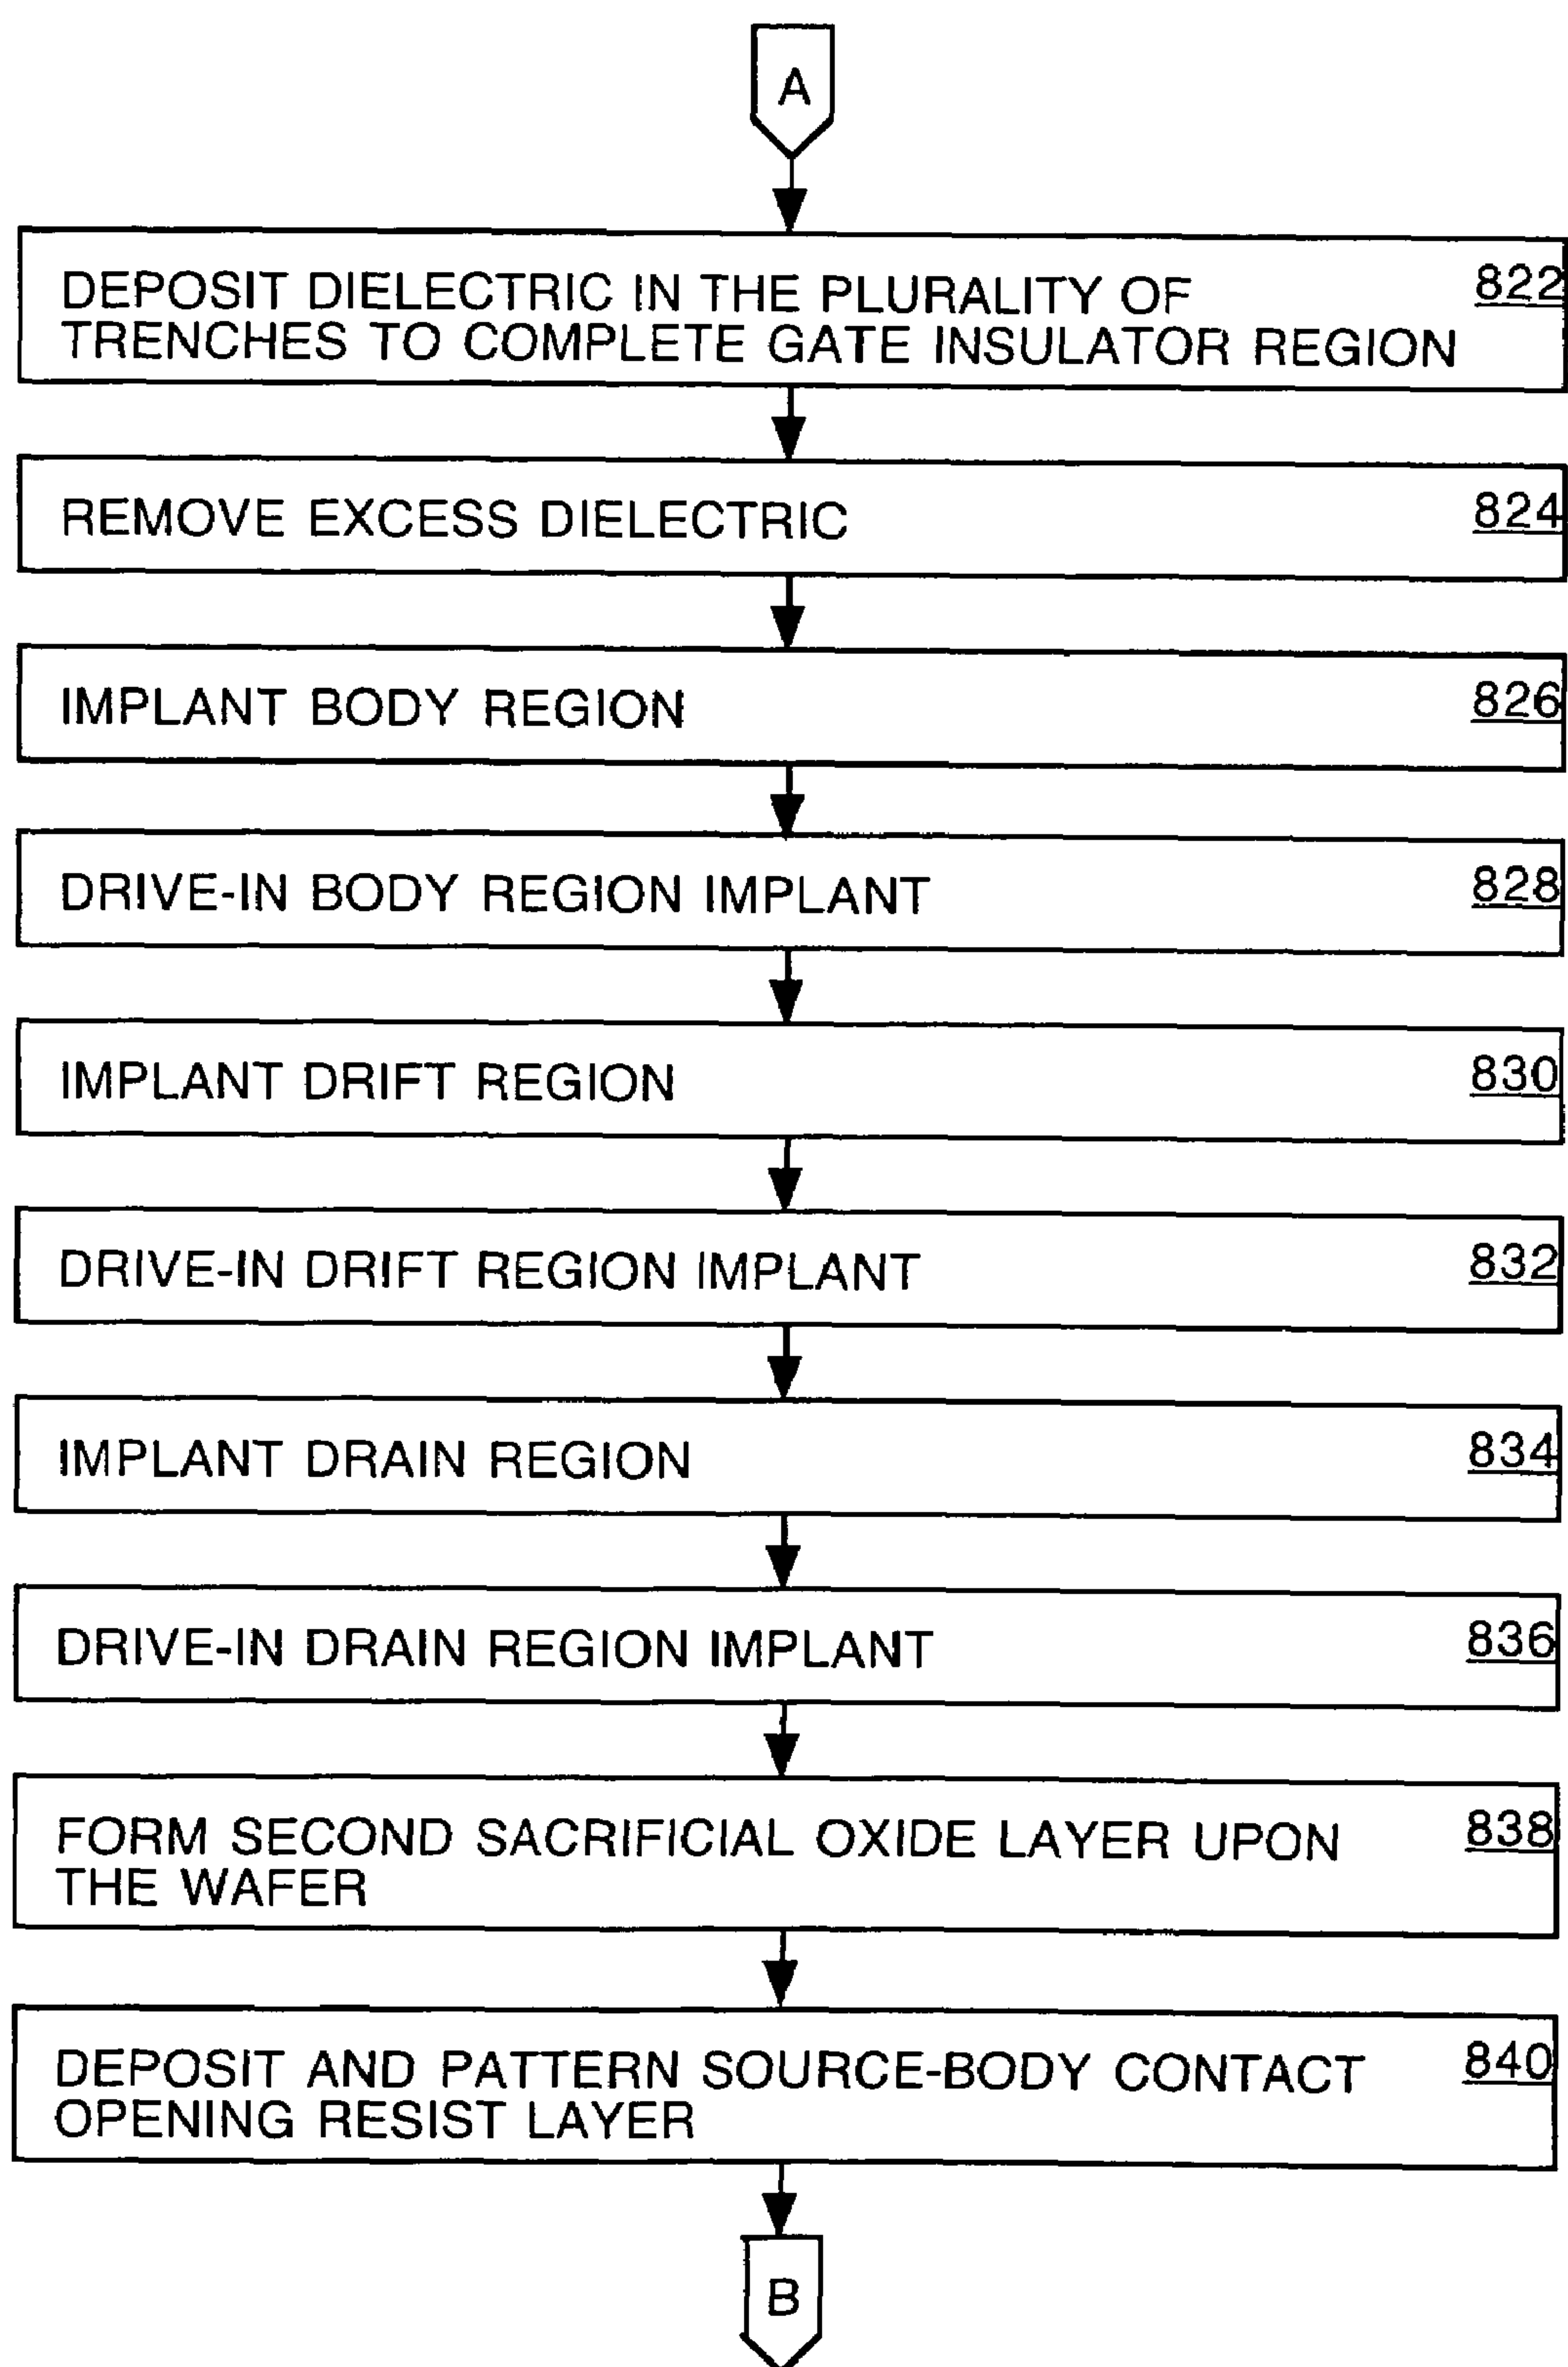 A
DEPOSIT DIELECTRIC IN THE PLURALITY OF 822
TRENCHES TO COMPLETE GATE INSULATOR REGION
REMOVE EXCESS DIELECTRIC 824
IMPLANT BODY REGION 826
DRIVE-IN BODY REGION IMPLANT 828
IMPLANT DRIFT REGION 830
DRIVE-IN DRIFT REGION IMPLANT 832
IMPLANT DRAIN REGION 834
DRIVE-IN DRAIN REGION IMPLANT 836
FORM SECOND SACRIFICIAL OXIDE LAYER UPON 838
THE WAFER
DEPOSIT AND PATTERN SOURCE-BODY CONTACT 840
OPENING RESIST LAYER
B